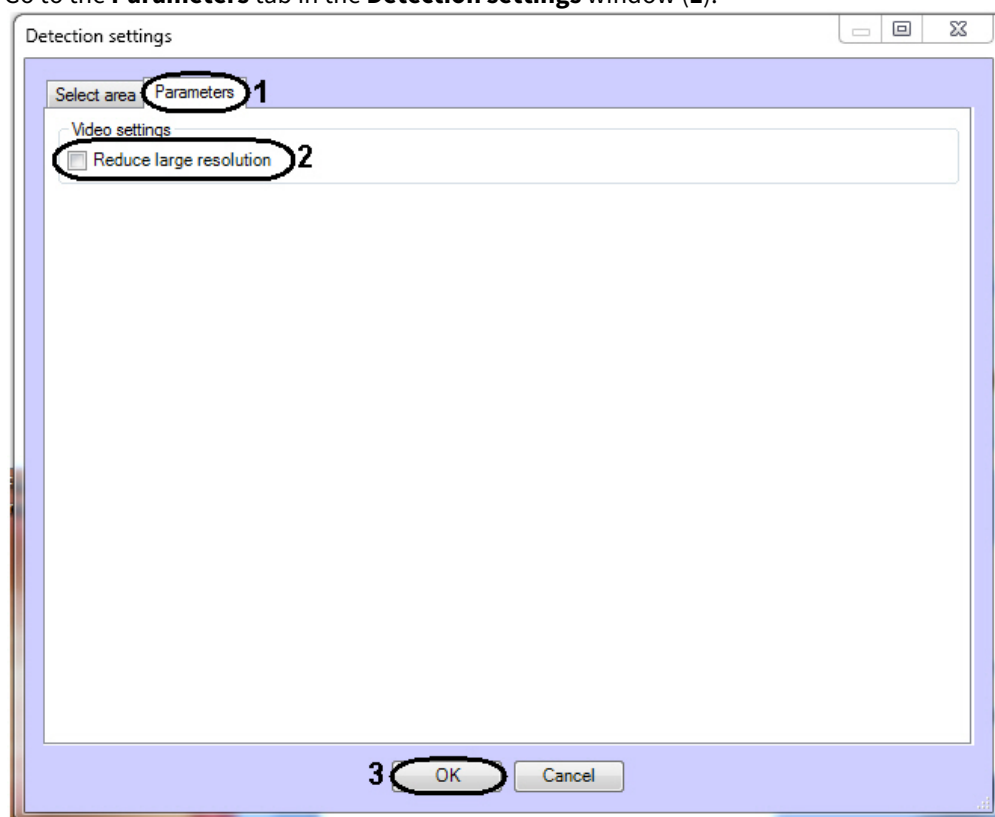 Go to the Parameters tab in the Detection settings window (1).
Detection settings
Select area Parameters 1
Video settings
Reduce large resolution 2
3 OK Cancel